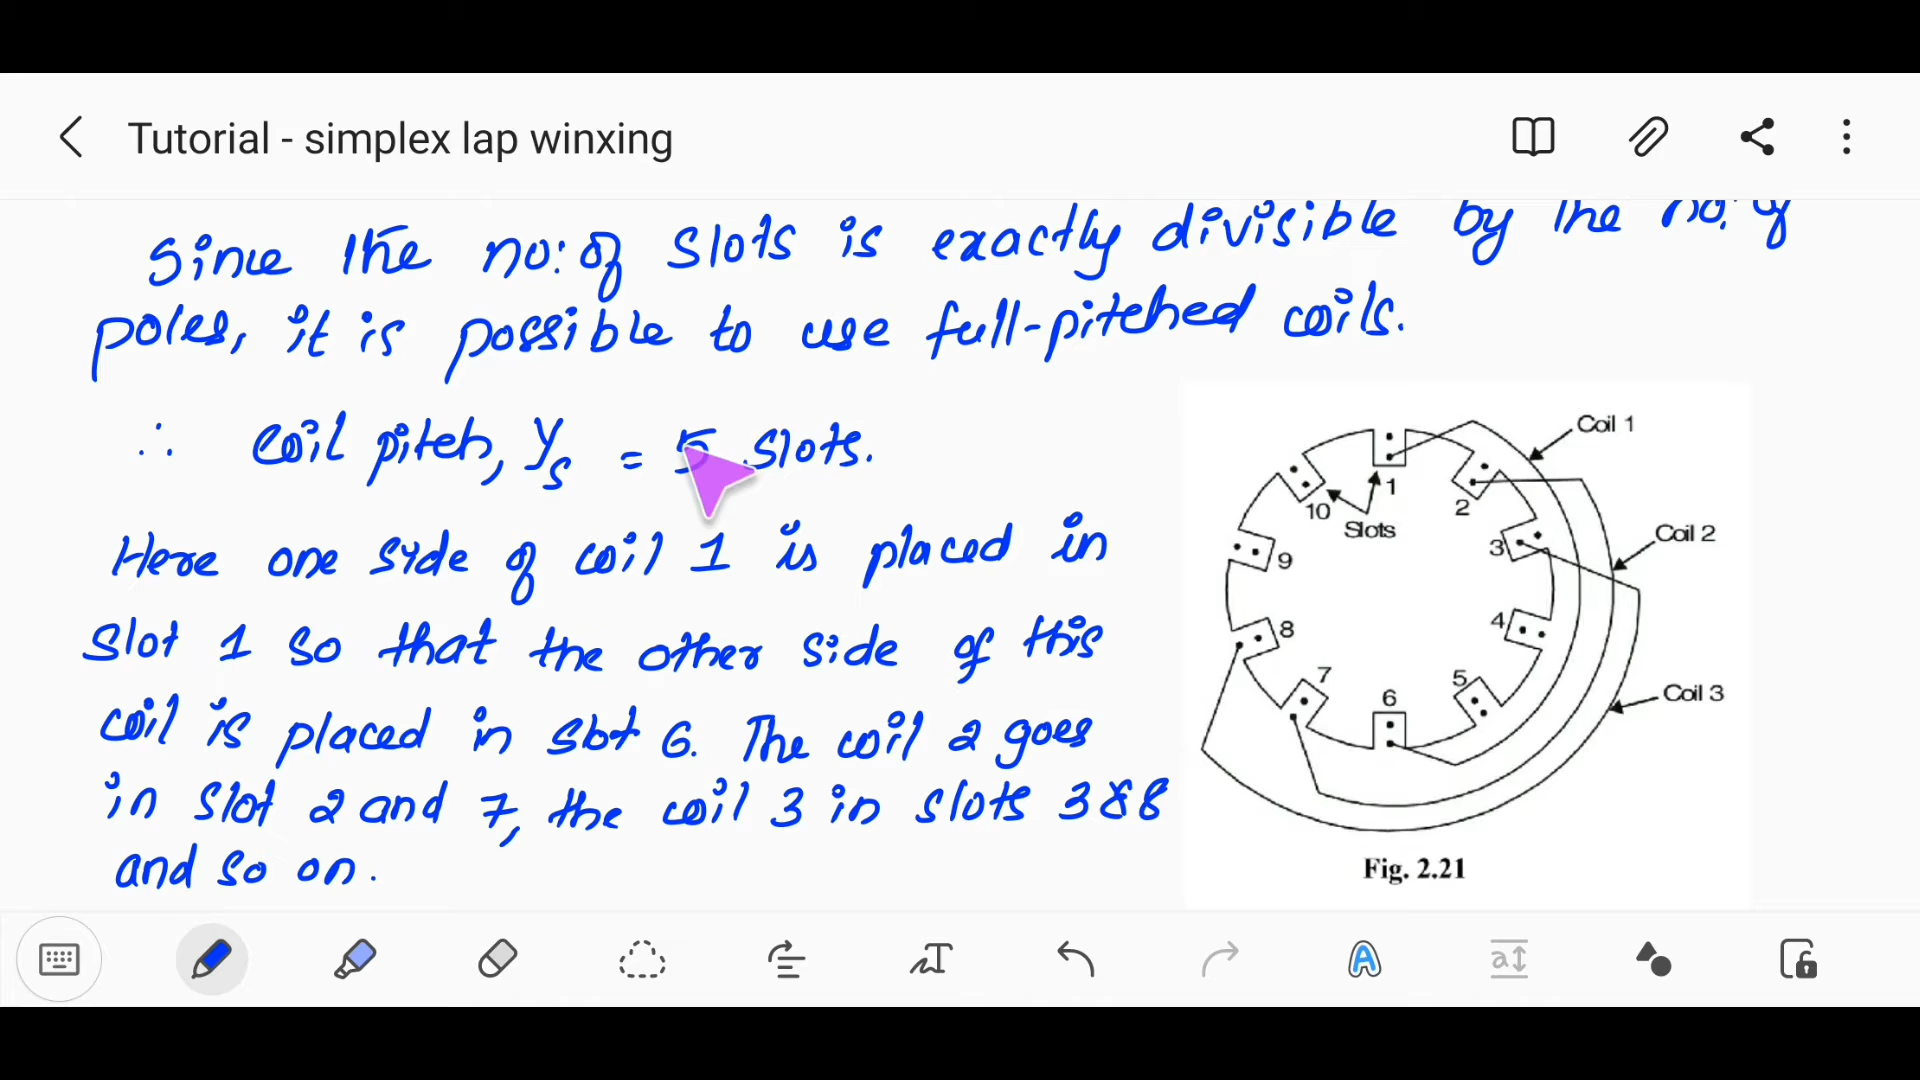 Tutorial - simplex lap winxing
Since the no: of slots is exactly divisible by the no. of
poles, it is possible to use full-pitched coils.
∴ Coil pitch, Ys = 5 slots.
Here one side of coil 1 is placed in
slot 1 so that the other side of this
coil is placed in slot 6. The coil 2 goes
in slot 2 and 7, the coil 3 in slots 3 & 8
and so on.
Coil 1
Coil 2
Coil 3
Slots
1
2
3
4
5
6
7
8
9
10
Fig. 2.21